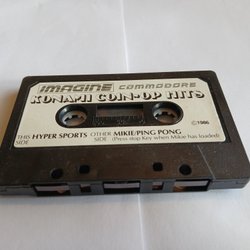 IMAGINE COMMODORE
KONAMI COIN-OP HITS
THIS SIDE HYPER SPORTS OTHER SIDE MIKIE/PING PONG
(Press stop Key when Mikie has loaded)
©1986